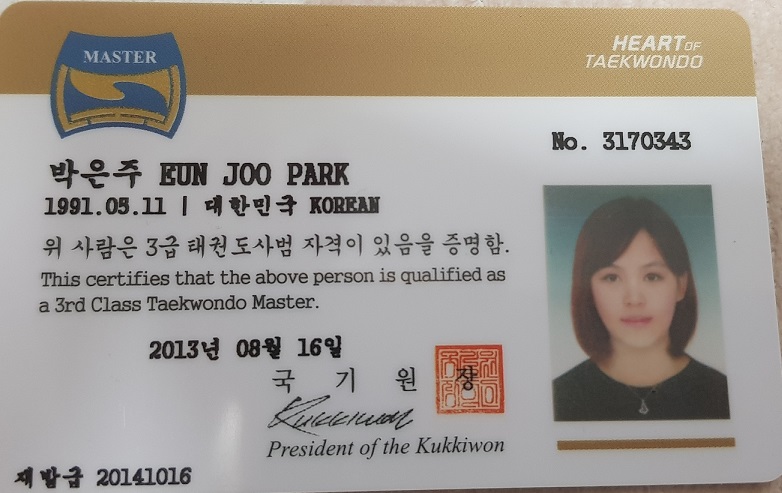 MASTER
HEART OF
TAEKWONDO
No. 3170343
박은주 EUN JOO PARK
1991.05.11 | 대한민국 KOREAN
위 사람은 3급 태권도사범 자격이 있음을 증명함.
This certifies that the above person is qualified as
a 3rd Class Taekwondo Master.
2013년 08월 16일
국 기 원 장
Kukkiwon
President of the Kukkiwon
재발급 20141016